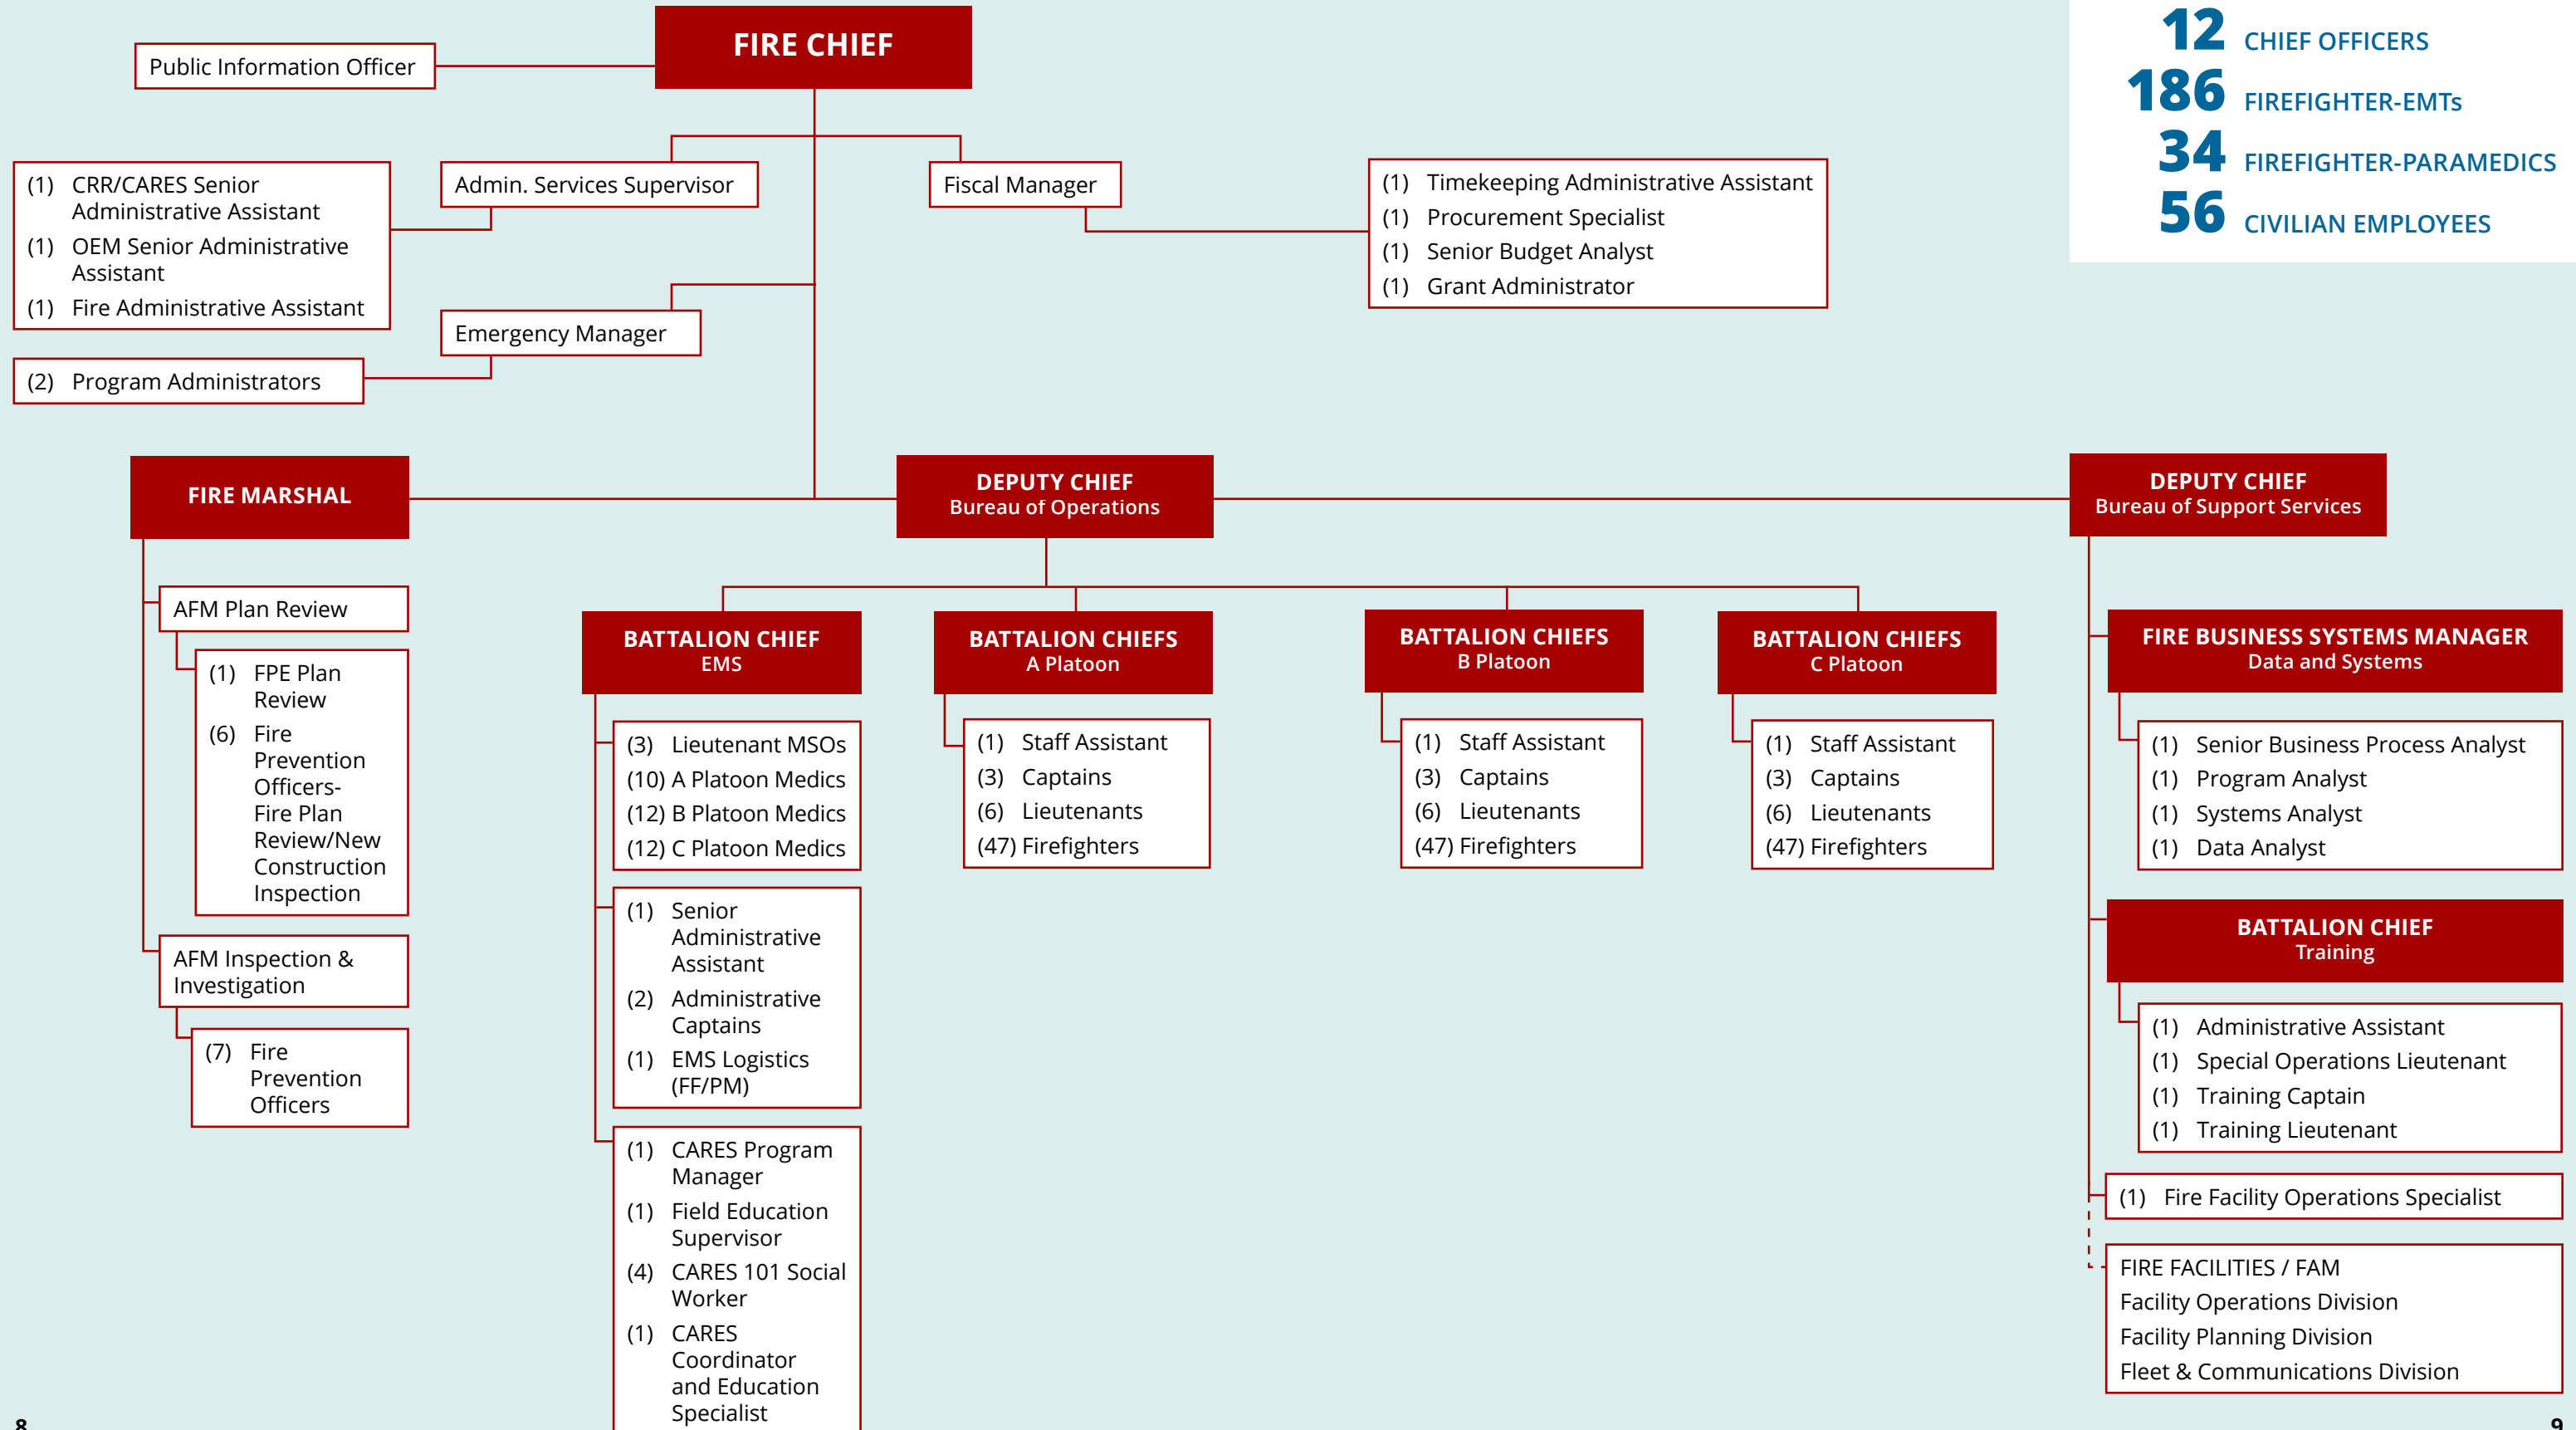 FIRE CHIEF
Public Information Officer
12 CHIEF OFFICERS
186 FIREFIGHTER-EMTs
34 FIREFIGHTER-PARAMEDICS
56 CIVILIAN EMPLOYEES
(1) CRR/CARES Senior
Administrative Assistant
(1) OEM Senior Administrative
Assistant
(1) Fire Administrative Assistant
Admin. Services Supervisor
Fiscal Manager
(1) Timekeeping Administrative Assistant
(1) Procurement Specialist
(1) Senior Budget Analyst
(1) Grant Administrator
Emergency Manager
(2) Program Administrators
FIRE MARSHAL
AFM Plan Review
(1) FPE Plan
Review
(6) Fire
Prevention
Officers-
Fire Plan
Review/New
Construction
Inspection
AFM Inspection &
Investigation
(7) Fire
Prevention
Officers
DEPUTY CHIEF
Bureau of Operations
BATTALION CHIEF
EMS
(3) Lieutenant MSOs
(10) A Platoon Medics
(12) B Platoon Medics
(12) C Platoon Medics
(1) Senior
Administrative
Assistant
(2) Administrative
Captains
(1) EMS Logistics
(FF/PM)
(1) CARES Program
Manager
(1) Field Education
Supervisor
(4) CARES 101 Social
Worker
(1) CARES
Coordinator
and Education
Specialist
BATTALION CHIEFS
A Platoon
(1) Staff Assistant
(3) Captains
(6) Lieutenants
(47) Firefighters
BATTALION CHIEFS
B Platoon
(1) Staff Assistant
(3) Captains
(6) Lieutenants
(47) Firefighters
BATTALION CHIEFS
C Platoon
(1) Staff Assistant
(3) Captains
(6) Lieutenants
(47) Firefighters
DEPUTY CHIEF
Bureau of Support Services
FIRE BUSINESS SYSTEMS MANAGER
Data and Systems
(1) Senior Business Process Analyst
(1) Program Analyst
(1) Systems Analyst
(1) Data Analyst
BATTALION CHIEF
Training
(1) Administrative Assistant
(1) Special Operations Lieutenant
(1) Training Captain
(1) Training Lieutenant
(1) Fire Facility Operations Specialist
FIRE FACILITIES / FAM
Facility Operations Division
Facility Planning Division
Fleet & Communications Division
8
9